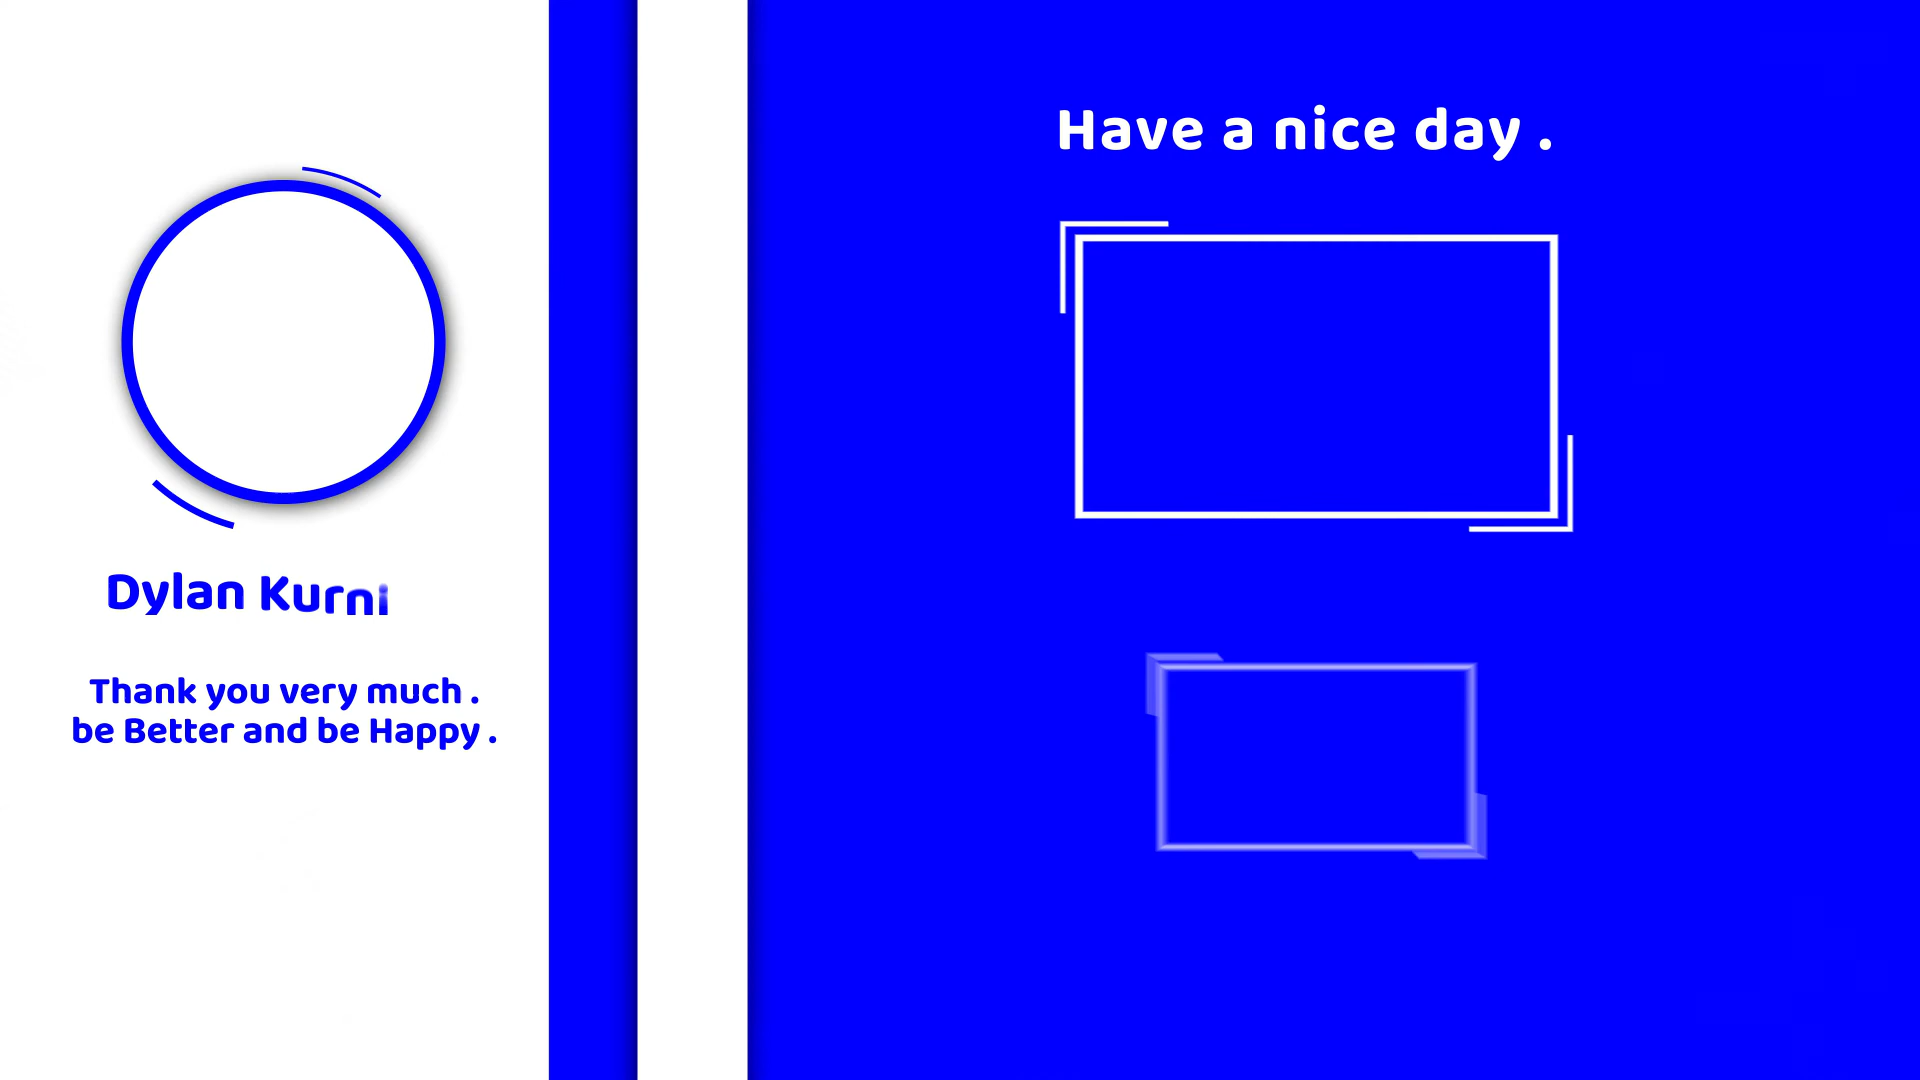 Have a nice day .
Dylan Kurni
Thank you very much .
be Better and be Happy .